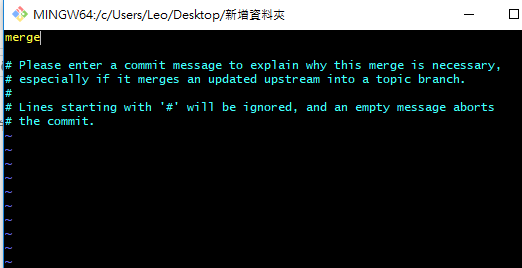 MINGW64:/c/Users/Leo/Desktop/新增資料夾
merge
# Please enter a commit message to explain why this merge is necessary,
# especially if it merges an updated upstream into a topic branch.
#
# Lines starting with '#' will be ignored, and an empty message aborts
# the commit.
~
~
~
~
~
~
~
~
~
~